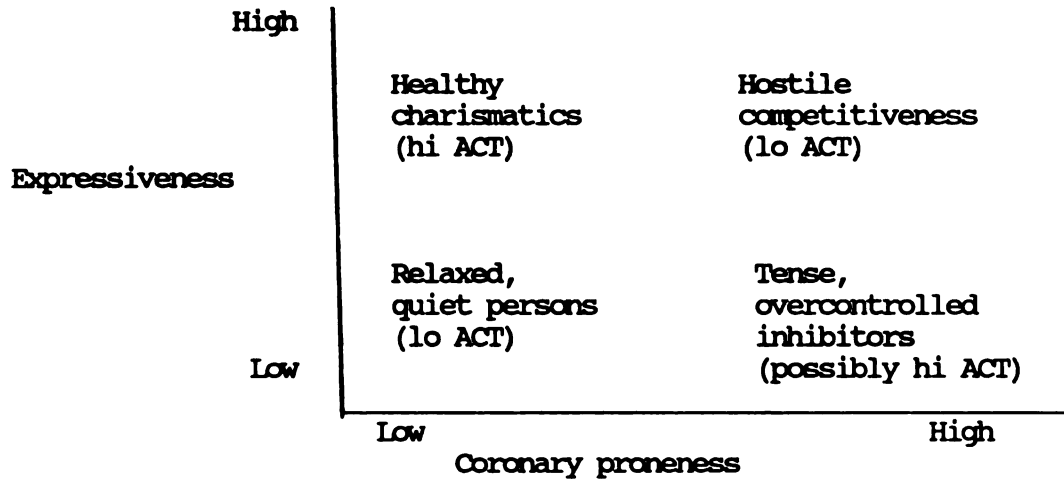 High
Healthy
charismatics
(hi ACT)
Hostile
competitiveness
(lo ACT)
Expressiveness
Relaxed,
quiet persons
(lo ACT)
Tense,
overcontrolled
inhibitors
(possibly hi ACT)
Low
Low
High
Coronary proneness